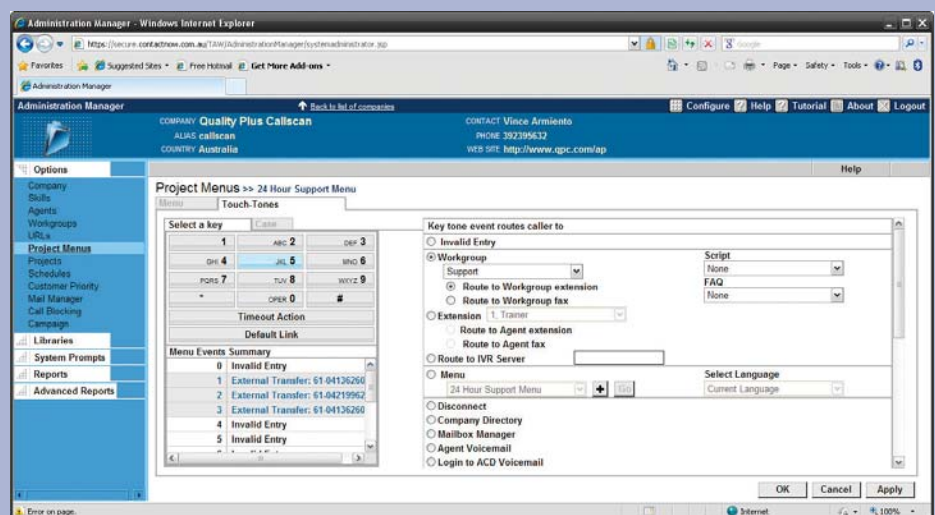 Administration Manager - Windows Internet Explorer
https://secure.contactnow.com.au/TAW/AdministrationManager/systemadministrator.jsp
Google
Favorites Suggested Sites Free Hotmail Get More Add-ons
Page Safety Tools
Administration Manager
Administration Manager
Back to list of companies
Configure Help Tutorial About Logout
COMPANY Quality Plus Callscan
ALIAS callscan
COUNTRY Australia
CONTACT Vince Armiento
PHONE 392395632
WEB SITE http://www.qpc.com/ap
Options
Help
Company
Skills
Agents
Workgroups
URLs
Project Menus
Projects
Schedules
Customer Priority
Mail Manager
Call Blocking
Campaign
Libraries
System Prompts
Reports
Advanced Reports
Project Menus >> 24 Hour Support Menu
Menu Touch-Tones
Select a key Case
1 ABC 2 DEF 3
GHI 4 JKL 5 MNO 6
PQRS 7 TUV 8 WXYZ 9
* OPER 0 #
Timeout Action
Default Link
Menu Events Summary
0 Invalid Entry
1 External Transfer: 61-04136260
2 External Transfer: 61-04219962
3 External Transfer: 61-04136260
4 Invalid Entry
5 Invalid Entry
Key tone event routes caller to
Invalid Entry
Workgroup
Support
Route to Workgroup extension
Route to Workgroup fax
Script
None
FAQ
None
Extension 1, Trainer
Route to Agent extension
Route to Agent fax
Route to IVR Server
Menu
24 Hour Support Menu + Go
Select Language
Current Language
Disconnect
Company Directory
Mailbox Manager
Agent Voicemail
Login to ACD Voicemail
OK Cancel Apply
Error on page.
Internet
100%